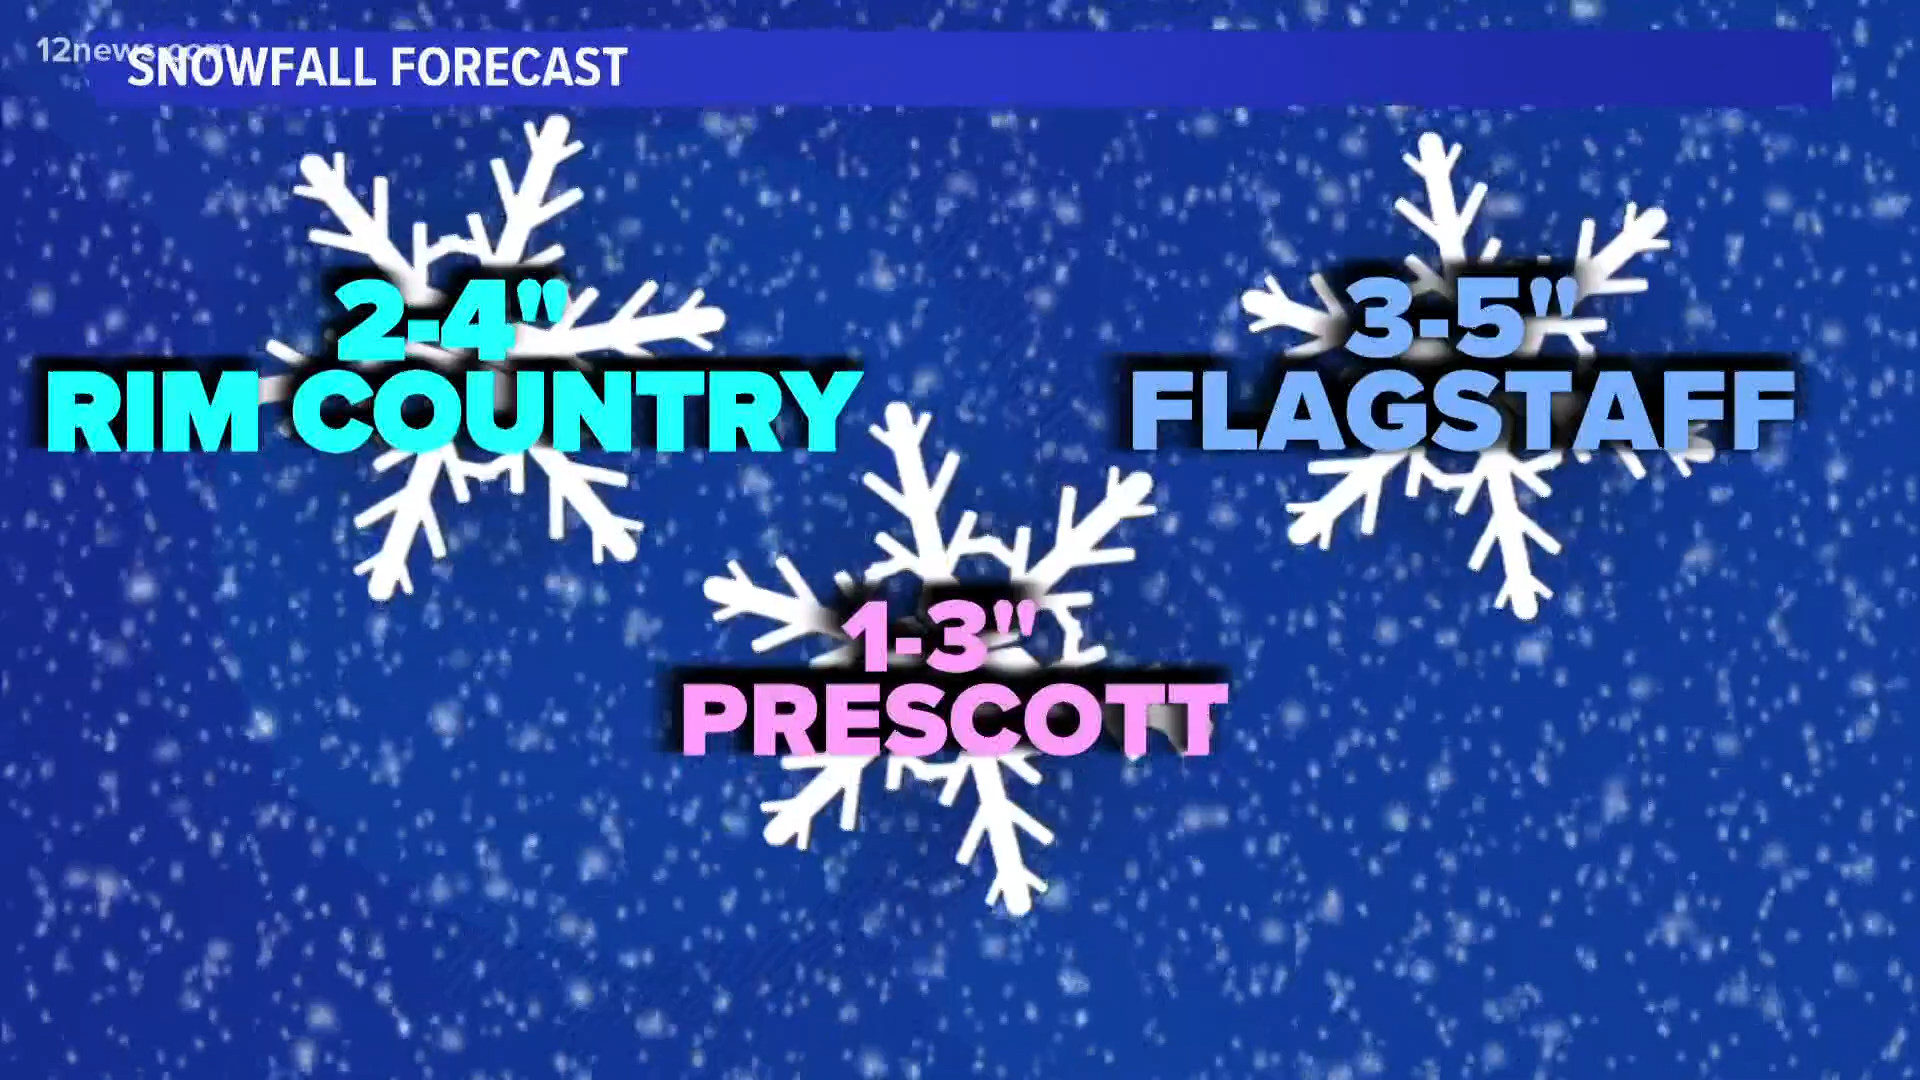 12news.com
SNOWFALL FORECAST
2-4"
RIM COUNTRY
3-5"
FLAGSTAFF
1-3"
PRESCOTT